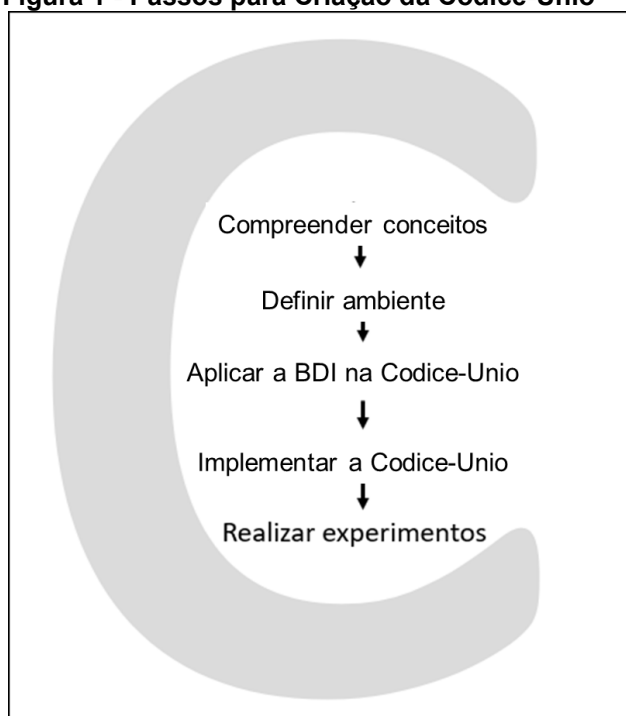 Figura 1 - Passos para Criação da Codice-Unio
Compreender conceitos
Definir ambiente
Aplicar a BDI na Codice-Unio
Implementar a Codice-Unio
Realizar experimentos